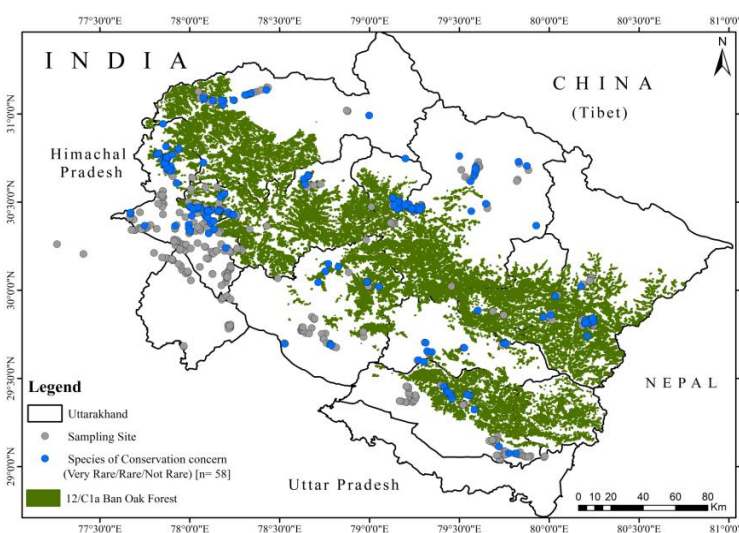 77°30'0"E 78°0'0"E 78°30'0"E 79°0'0"E 79°30'0"E 80°0'0"E 80°30'0"E 81°0'0"E
INDIA
N
CHINA
(Tibet)
31°0'0"N
Himachal
Pradesh
30°30'0"N
30°0'0"N
29°30'0"N
29°0'0"N
NEPAL
Legend
Uttarakhand
Sampling Site
Species of Conservation concern
(Very Rare/Rare/Not Rare) [n= 58]
12/C1a Ban Oak Forest
Uttar Pradesh
0 10 20 40 60 80
Km
77°30'0"E 78°0'0"E 78°30'0"E 79°0'0"E 79°30'0"E 80°0'0"E 80°30'0"E 81°0'0"E